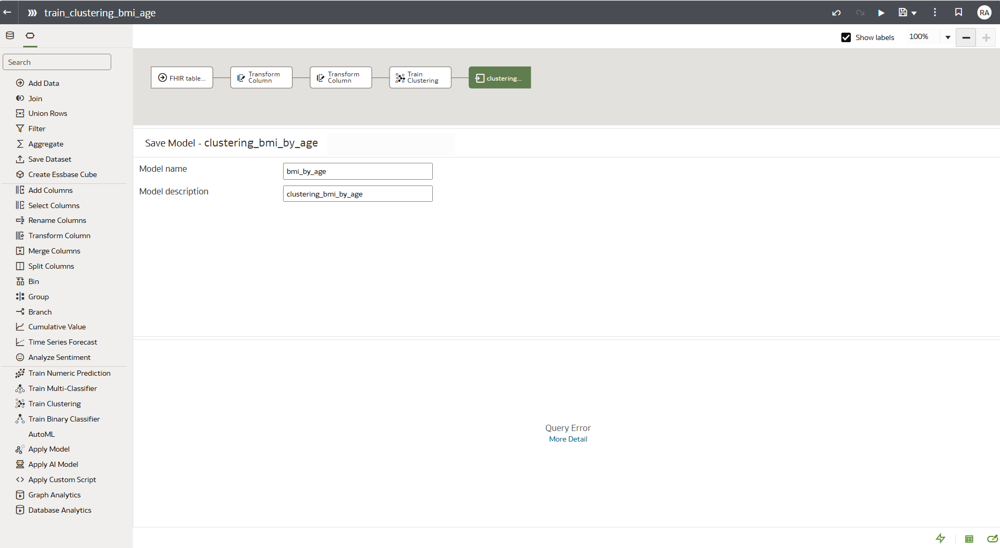 train_clustering_bmi_age
RA
Show labels
100%
Search
Add Data
Join
Union Rows
Filter
Aggregate
Save Dataset
Create Essbase Cube
Add Columns
Select Columns
Rename Columns
Transform Column
Merge Columns
Split Columns
Bin
Group
Branch
Cumulative Value
Time Series Forecast
Analyze Sentiment
Train Numeric Prediction
Train Multi-Classifier
Train Clustering
Train Binary Classifier
AutoML
Apply Model
Apply AI Model
Apply Custom Script
Graph Analytics
Database Analytics
FHIR table...
Transform
Column
Transform
Column
Train
Clustering
clustering...
Save Model - clustering_bmi_by_age
Model name
bmi_by_age
Model description
clustering_bmi_by_age
Query Error
More Detail